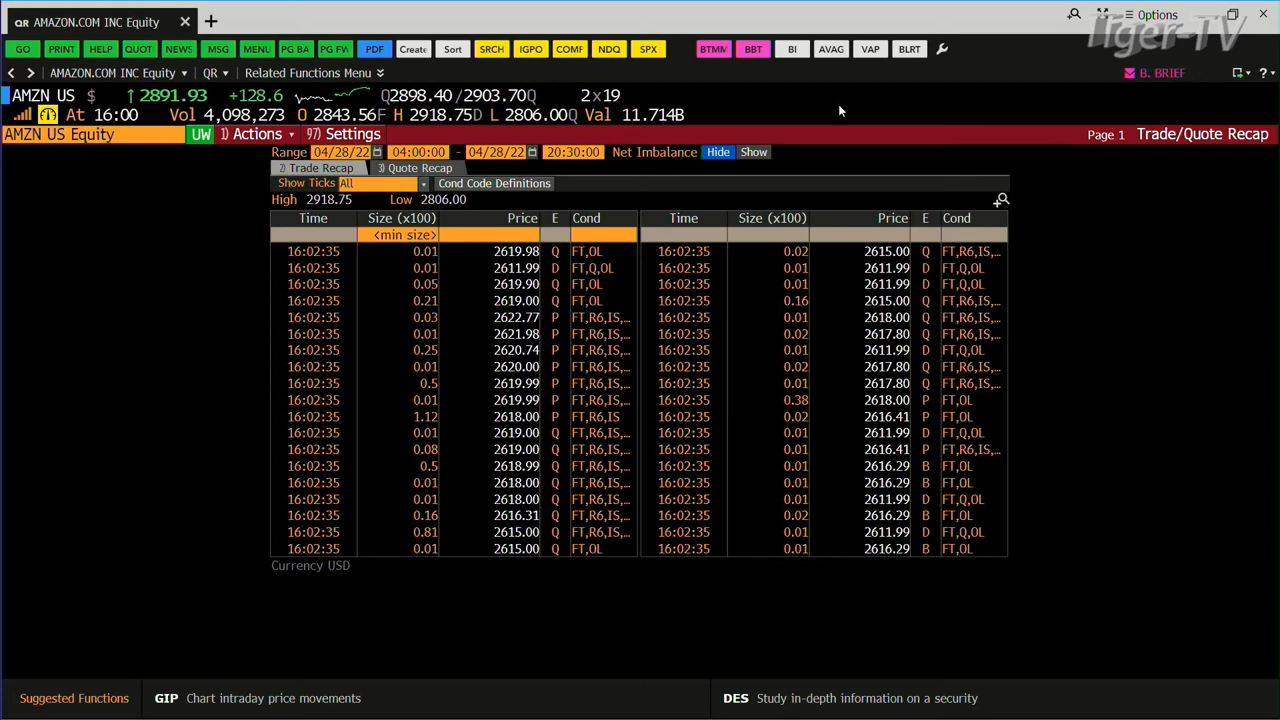 QR AMAZON.COM INC Equity × +
Options
Tiger-TV
GO PRINT HELP QUOT NEWS MSG MENU PG BA PG FW PDF Create Sort SRCH IGPO COMF NDQ SPX BTMM BBT BI AVAG VAP BLRT
AMAZON.COM INC Equity QR Related Functions Menu B. BRIEF ?
AMZN US $ ↑ 2891.93 +128.6 Q2898.40/2903.70Q 2x19
At 16:00 Vol 4,098,273 O 2843.56F H 2918.75D L 2806.00Q Val 11.714B
AMZN US Equity UW 1) Actions 97) Settings Page 1 Trade/Quote Recap
Range 04/28/22 04:00:00 - 04/28/22 20:30:00 Net Imbalance Hide Show
2) Trade Recap 3) Quote Recap
Show Ticks All Cond Code Definitions
High 2918.75 Low 2806.00
Time Size (x100) Price E Cond Time Size (x100) Price E Cond
<min size>
16:02:35 0.01 2619.98 Q FT,OL 16:02:35 0.02 2615.00 Q FT,R6,IS,...
16:02:35 0.01 2611.99 D FT,Q,OL 16:02:35 0.01 2611.99 D FT,Q,OL
16:02:35 0.05 2619.90 Q FT,OL 16:02:35 0.01 2611.99 D FT,Q,OL
16:02:35 0.21 2619.00 Q FT,OL 16:02:35 0.16 2615.00 Q FT,R6,IS,...
16:02:35 0.03 2622.77 P FT,R6,IS,... 16:02:35 0.01 2618.00 Q FT,R6,IS,...
16:02:35 0.01 2621.98 P FT,R6,IS,... 16:02:35 0.02 2617.80 Q FT,R6,IS,...
16:02:35 0.25 2620.74 P FT,R6,IS,... 16:02:35 0.01 2611.99 D FT,Q,OL
16:02:35 0.01 2620.00 P FT,R6,IS,... 16:02:35 0.02 2617.80 Q FT,R6,IS,...
16:02:35 0.5 2619.99 P FT,R6,IS,... 16:02:35 0.01 2617.80 Q FT,R6,IS,...
16:02:35 0.01 2619.99 P FT,R6,IS,... 16:02:35 0.38 2618.00 P FT,OL
16:02:35 1.12 2618.00 P FT,R6,IS 16:02:35 0.02 2616.41 P FT,OL
16:02:35 0.01 2619.00 Q FT,R6,IS,... 16:02:35 0.01 2611.99 D FT,Q,OL
16:02:35 0.08 2619.00 Q FT,R6,IS,... 16:02:35 0.01 2616.41 P FT,R6,IS,...
16:02:35 0.5 2618.99 Q FT,R6,IS,... 16:02:35 0.01 2616.29 B FT,OL
16:02:35 0.01 2618.00 Q FT,R6,IS,... 16:02:35 0.01 2616.29 B FT,OL
16:02:35 0.01 2618.00 Q FT,R6,IS,... 16:02:35 0.01 2611.99 D FT,Q,OL
16:02:35 0.16 2616.31 Q FT,R6,IS,... 16:02:35 0.02 2616.29 B FT,OL
16:02:35 0.81 2615.00 Q FT,R6,IS,... 16:02:35 0.01 2611.99 D FT,Q,OL
16:02:35 0.01 2615.00 Q FT,OL 16:02:35 0.01 2616.29 B FT,OL
Currency USD
Suggested Functions GIP Chart intraday price movements DES Study in-depth information on a security